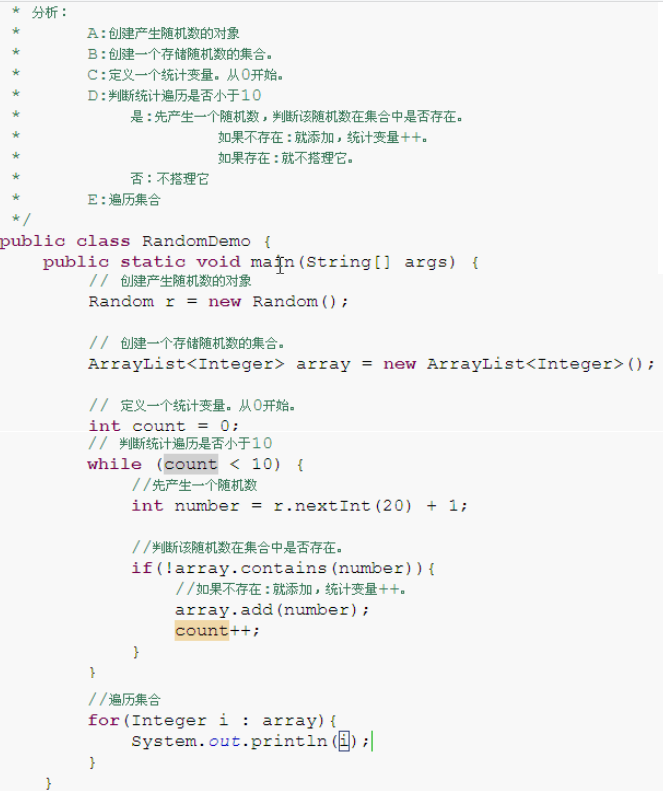 * 分析：
* A:创建产生随机数的对象
* B:创建一个存储随机数的集合。
* C:定义一个统计变量。从0开始。
* D:判断统计遍历是否小于10
* 是:先产生一个随机数,判断该随机数在集合中是否存在。
* 如果不存在:就添加,统计变量++。
* 如果存在:就不搭理它。
* 否:不搭理它
* E:遍历集合
*/
public class RandomDemo {
public static void main(String[] args) {
// 创建产生随机数的对象
Random r = new Random();
// 创建一个存储随机数的集合。
ArrayList<Integer> array = new ArrayList<Integer>();
// 定义一个统计变量。从0开始。
int count = 0;
// 判断统计遍历是否小于10
while (count < 10) {
//先产生一个随机数
int number = r.nextInt(20) + 1;
//判断该随机数在集合中是否存在。
if(!array.contains(number)){
//如果不存在:就添加,统计变量++。
array.add(number);
count++;
}
}
//遍历集合
for(Integer i : array){
System.out.println(i);
}
}